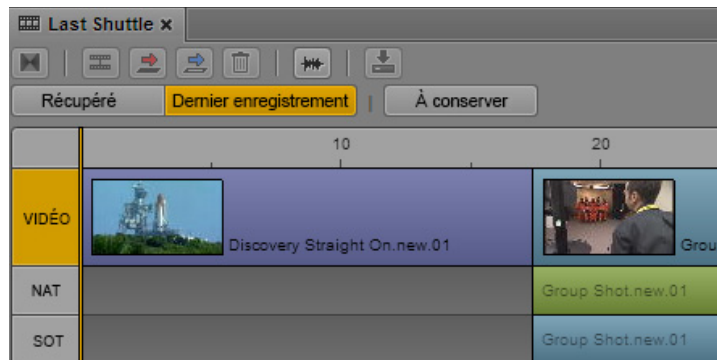 Last Shuttle ×
Récupéré Dernier enregistrement | À conserver
10 20
VIDÉO Discovery Straight On.new.01 Grou
NAT Group Shot.new.01
SOT Group Shot.new.01